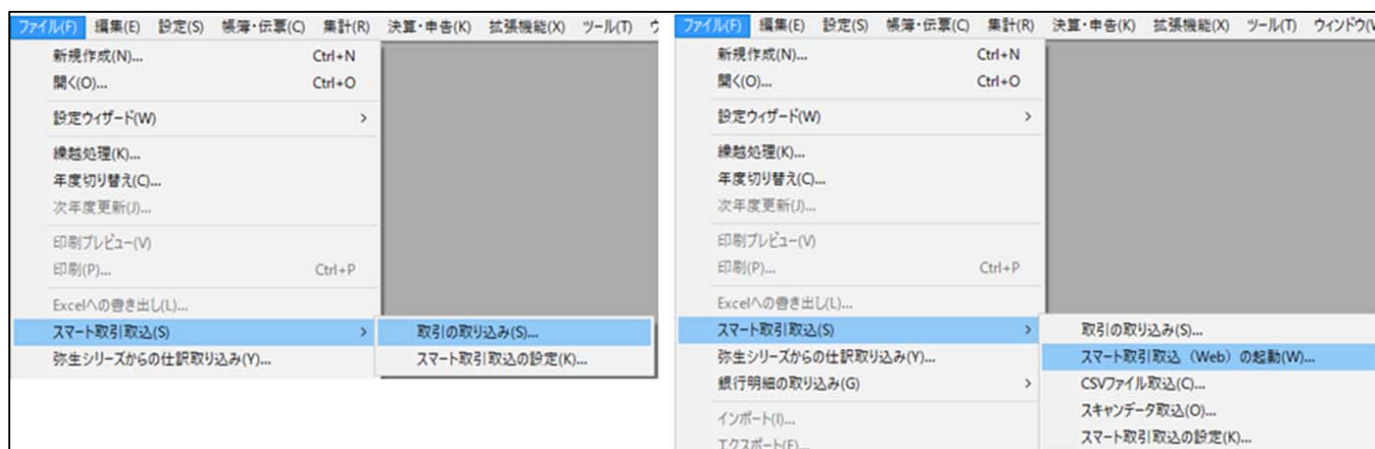 ファイル(F) 編集(E) 設定(S) 帳簿・伝票(C) 集計(R) 決算・申告(K) 拡張機能(X) ツール(T)
新規作成(N)... Ctrl+N
開く(O)... Ctrl+O
設定ウィザード(W) >
繰越処理(K)...
年度切り替え(C)...
次年度更新(J)...
印刷プレビュー(V)
印刷(P)... Ctrl+P
Excelへの書き出し(L)...
スマート取引取込(S) >
弥生シリーズからの仕訳取り込み(Y)...
取引の取り込み(S)...
スマート取引取込の設定(K)...
ファイル(F) 編集(E) 設定(S) 帳簿・伝票(C) 集計(R) 決算・申告(K) 拡張機能(X) ツール(T) ウィンドウ(W
新規作成(N)... Ctrl+N
開く(O)... Ctrl+O
設定ウィザード(W) >
繰越処理(K)...
年度切り替え(C)...
次年度更新(J)...
印刷プレビュー(V)
印刷(P)... Ctrl+P
Excelへの書き出し(L)...
スマート取引取込(S) >
弥生シリーズからの仕訳取り込み(Y)...
銀行明細の取り込み(G) >
インポート(I)...
エクスポート(E)...
取引の取り込み(S)...
スマート取引取込（Web）の起動(W)...
CSVファイル取込(C)...
スキャンデータ取込(O)...
スマート取引取込の設定(K)...